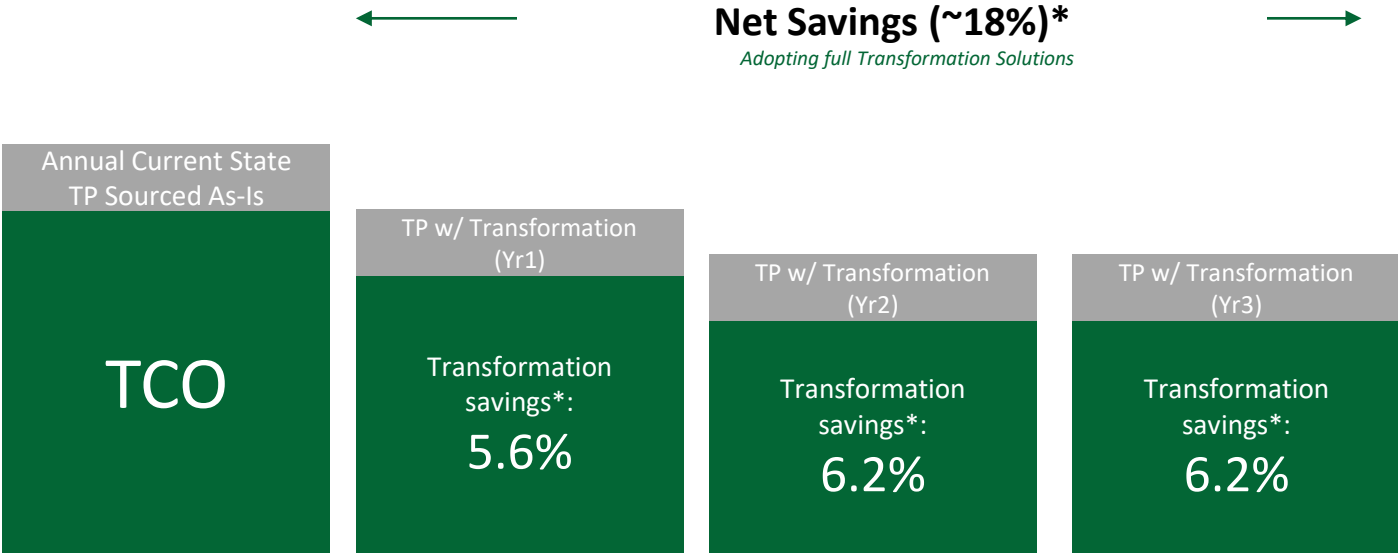 Net Savings (~18%)*
Adopting full Transformation Solutions
Annual Current State
TP Sourced As-Is
TCO
TP w/ Transformation
(Yr1)
Transformation
savings*:
5.6%
TP w/ Transformation
(Yr2)
Transformation
savings*:
6.2%
TP w/ Transformation
(Yr3)
Transformation
savings*:
6.2%